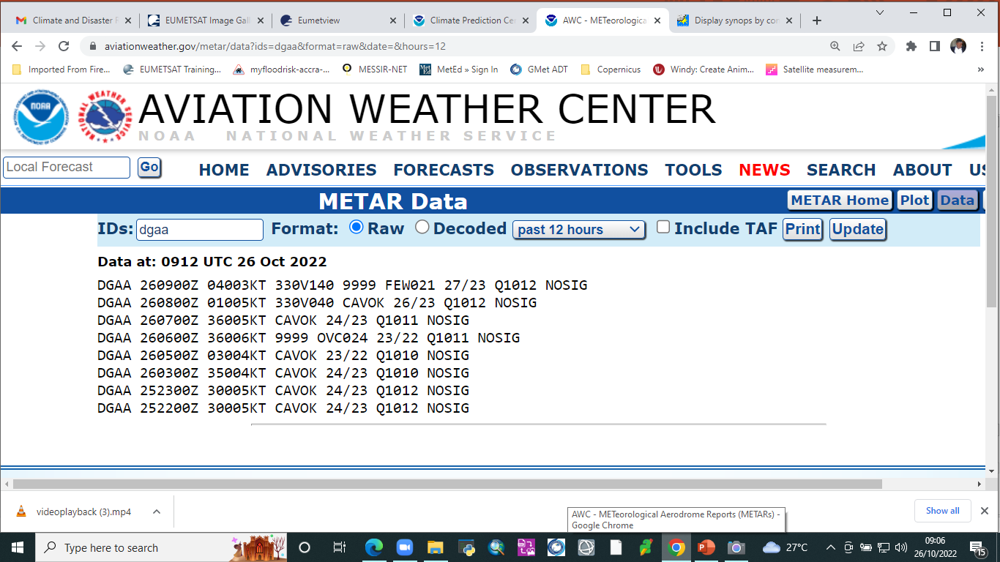 Climate and Disaster R
EUMETSAT Image Gall
Eumetview
Climate Prediction Cen
AWC - METeorologica
Display synops by cou
aviationweather.gov/metar/data?ids=dgaa&format=raw&date=&hours=12
Imported From Fire...
EUMETSAT Training...
myfloodrisk-accra-...
MESSIR-NET
MetEd » Sign In
GMet ADT
Copernicus
Windy: Create Anim...
Satellite measurem...
»
NOAA
AVIATION WEATHER CENTER
NOAA NATIONAL WEATHER SERVICE
Local Forecast
Go
HOME ADVISORIES FORECASTS OBSERVATIONS TOOLS NEWS SEARCH ABOUT US
METAR Data
METAR Home Plot Data
IDs: dgaa Format: Raw Decoded past 12 hours Include TAF Print Update
Data at: 0912 UTC 26 Oct 2022
DGAA 260900Z 04003KT 330V140 9999 FEW021 27/23 Q1012 NOSIG
DGAA 260800Z 01005KT 330V040 CAVOK 26/23 Q1012 NOSIG
DGAA 260700Z 36005KT CAVOK 24/23 Q1011 NOSIG
DGAA 260600Z 36006KT 9999 OVC024 23/22 Q1011 NOSIG
DGAA 260500Z 03004KT CAVOK 23/22 Q1010 NOSIG
DGAA 260300Z 35004KT CAVOK 24/23 Q1010 NOSIG
DGAA 252300Z 30005KT CAVOK 24/23 Q1012 NOSIG
DGAA 252200Z 30005KT CAVOK 24/23 Q1012 NOSIG
videoplayback (3).mp4
AWC - METeorological Aerodrome Reports (METARs) -
Google Chrome
Show all
Type here to search
27°C
09:06
26/10/2022
15